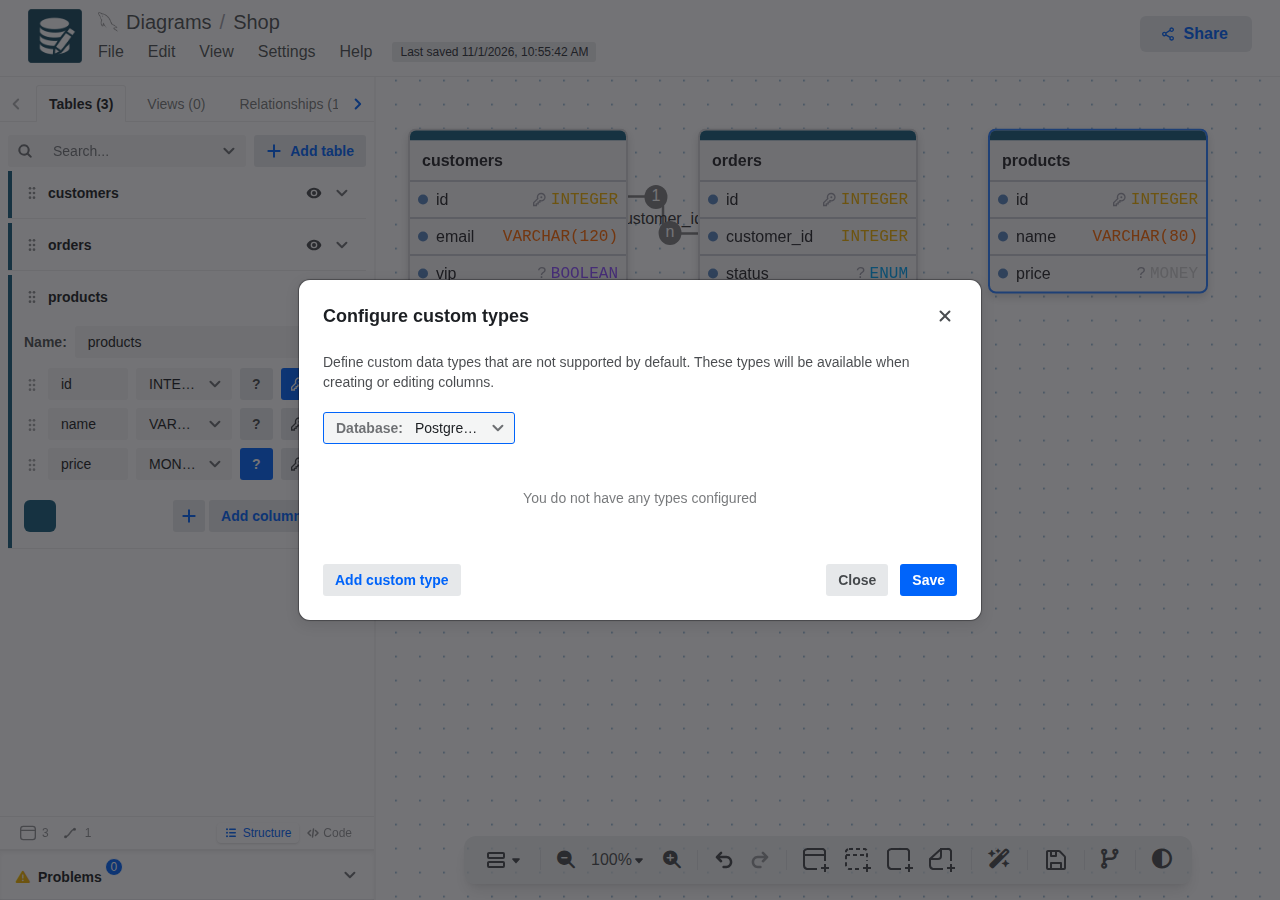 Diagrams / Shop
File Edit View Settings Help Last saved 11/1/2026, 10:55:42 AM
Share
Tables (3) Views (0) Relationships (1
Search... Add table
customers
orders
products
Name: products
id INTE… ?
name VAR… ?
price MON… ?
Add column
3 1 Structure Code
Problems 0
customers
id INTEGER
email VARCHAR(120)
vip ? BOOLEAN
1
customer_id
n
orders
id INTEGER
customer_id INTEGER
status ? ENUM
products
id INTEGER
name VARCHAR(80)
price ? MONEY
Configure custom types
Define custom data types that are not supported by default. These types will be available when
creating or editing columns.
Database: Postgre…
You do not have any types configured
Add custom type Close Save
100%